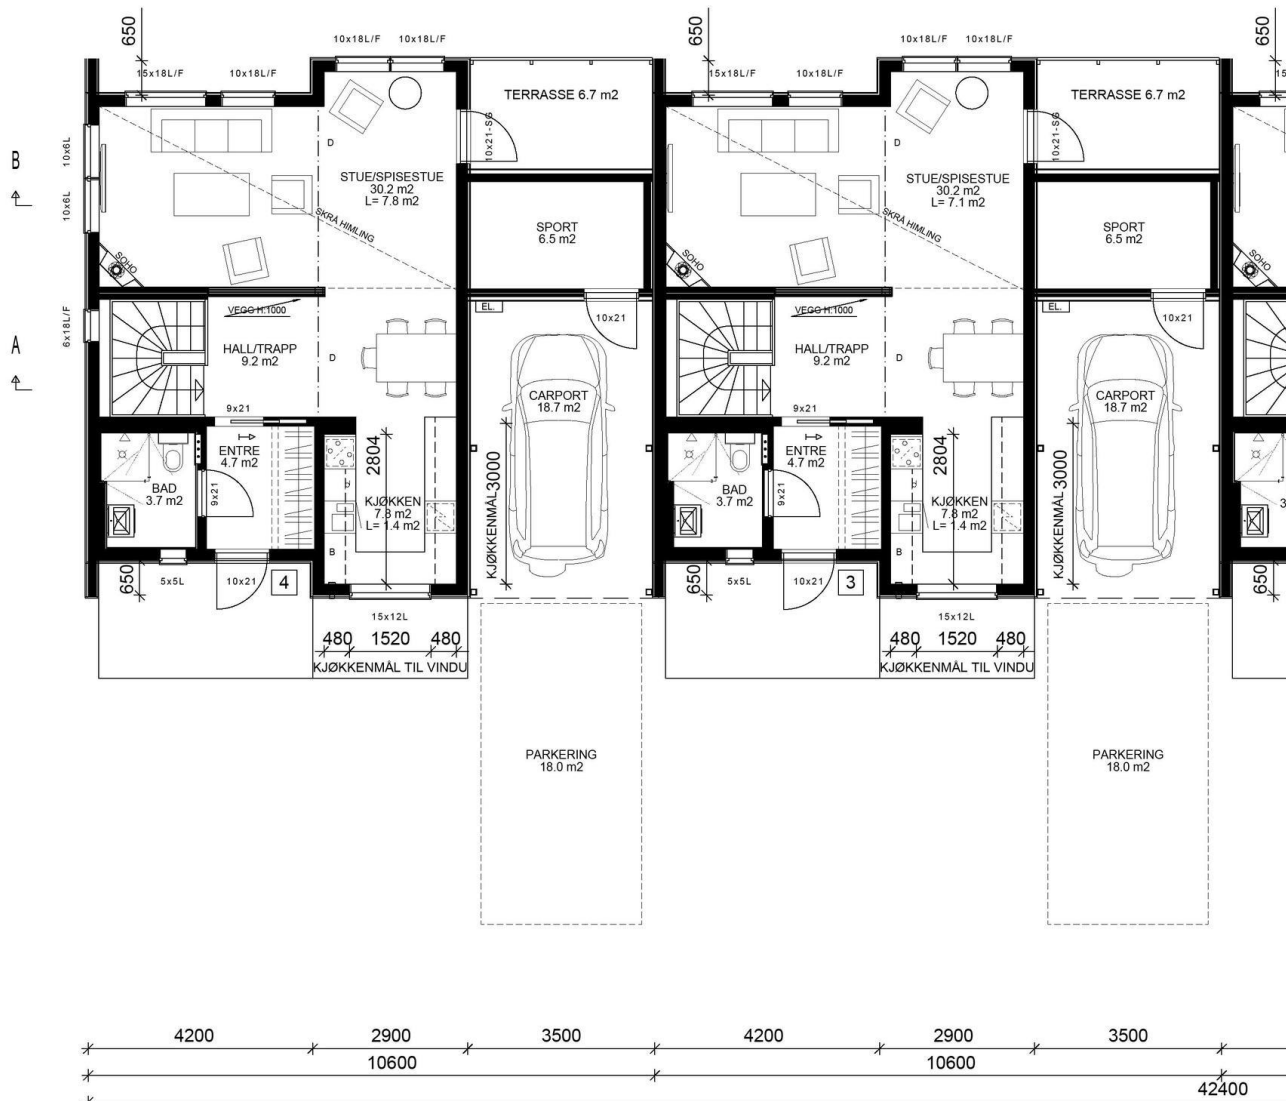 650
10x18L/F 10x18L/F
15x18L/F 10x18L/F
TERRASSE 6.7 m2
650
10x18L/F 10x18L/F
15x18L/F 10x18L/F
TERRASSE 6.7 m2
650
B
10x6L
10x6L
D
10x21-SG
STUE/SPISESTUE
30.2 m2
L= 7.8 m2
SKRÅ HIMLING
SPORT
6.5 m2
SOHO
D
10x21-SG
STUE/SPISESTUE
30.2 m2
L= 7.1 m2
SKRÅ HIMLING
SPORT
6.5 m2
SOHO
SOHO
A
6x18L/F
VEGG H:1000
HALL/TRAPP
9.2 m2
D
EL.
10x21
CARPORT
18.7 m2
VEGG H:1000
HALL/TRAPP
9.2 m2
D
EL.
10x21
CARPORT
18.7 m2
9x21
ENTRE
4.7 m2
BAD
3.7 m2
9x21
2804
KJØKKEN
7.8 m2
L= 1.4 m2
B
KJØKKENMÅL 3000
9x21
ENTRE
4.7 m2
BAD
3.7 m2
9x21
2804
KJØKKEN
7.8 m2
L= 1.4 m2
B
KJØKKENMÅL 3000
650
5x5L
10x21
4
15x12L
480 1520 480
KJØKKENMÅL TIL VINDU
650
5x5L
10x21
3
15x12L
480 1520 480
KJØKKENMÅL TIL VINDU
650
PARKERING
18.0 m2
PARKERING
18.0 m2
4200 2900 3500 4200 2900 3500
10600 10600
42400